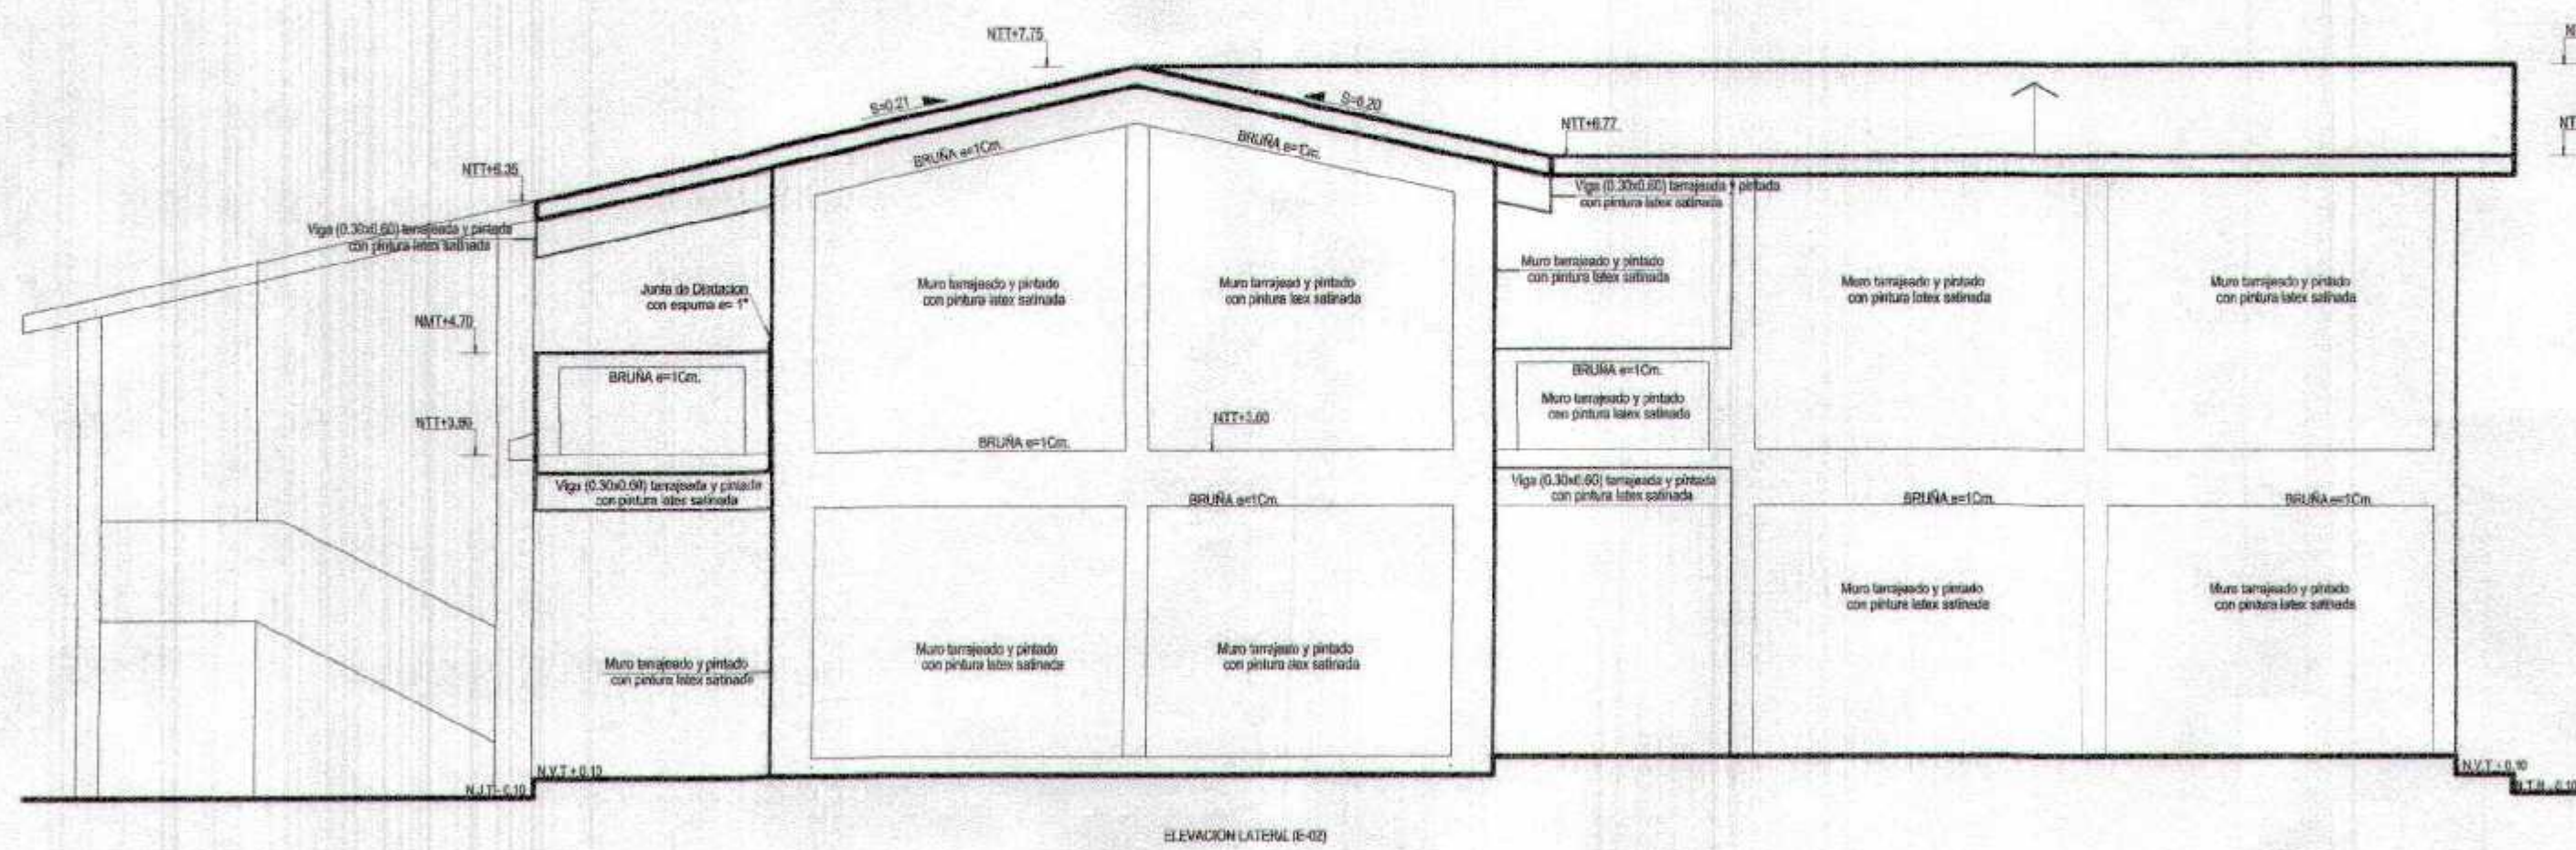 NTT+7.75
S=0.21
S=0.20
NTT+6.77
NTT+6.35
BRUÑA e=1Cm.
BRUÑA e=1Cm.
Viga (0.30x0.60) tarrajeada y pintada
con pintura latex satinada
Viga (0.30x0.60) tarrajeada y pintada
con pintura latex satinada
Junta de Dilatacion
con espuma e= 1"
Muro tarrajeado y pintado
con pintura latex satinada
Muro tarrajead y pintado
con pintura laex satinada
Muro tarrajeado y pintado
con pintura latex satinada
Muro tarrajeado y pintado
con pintura latex satinada
Muro tarrajeado y pintado
con pintura latex satinada
NMT+4.70
BRUÑA e=1Cm.
BRUÑA e=1Cm.
Muro tarrajeado y pintado
con pintura latex satinada
NTT+3.60
BRUÑA e=1Cm.
Viga (0.30x0.60) tarrajeada y pintada
con pintura latex satinada
BRUÑA e=1Cm.
Viga (0.30x0.60) tarrajeada y pintada
con pintura latex satinada
BRUÑA e=1Cm.
BRUÑA e=1Cm.
Muro tarrajeado y pintado
con pintura latex satinada
Muro tarrajeado y pintado
con pintura latex satinada
Muro tarrajeado y pintado
con pintura latex satinada
Muro tarrajeado y pintado
con pintura latex satinada
Muro tarrajeado y pintado
con pintura latex satinada
N.V.T + 0.10
N.J.T - 0.10
ELEVACION LATERAL (E-02)